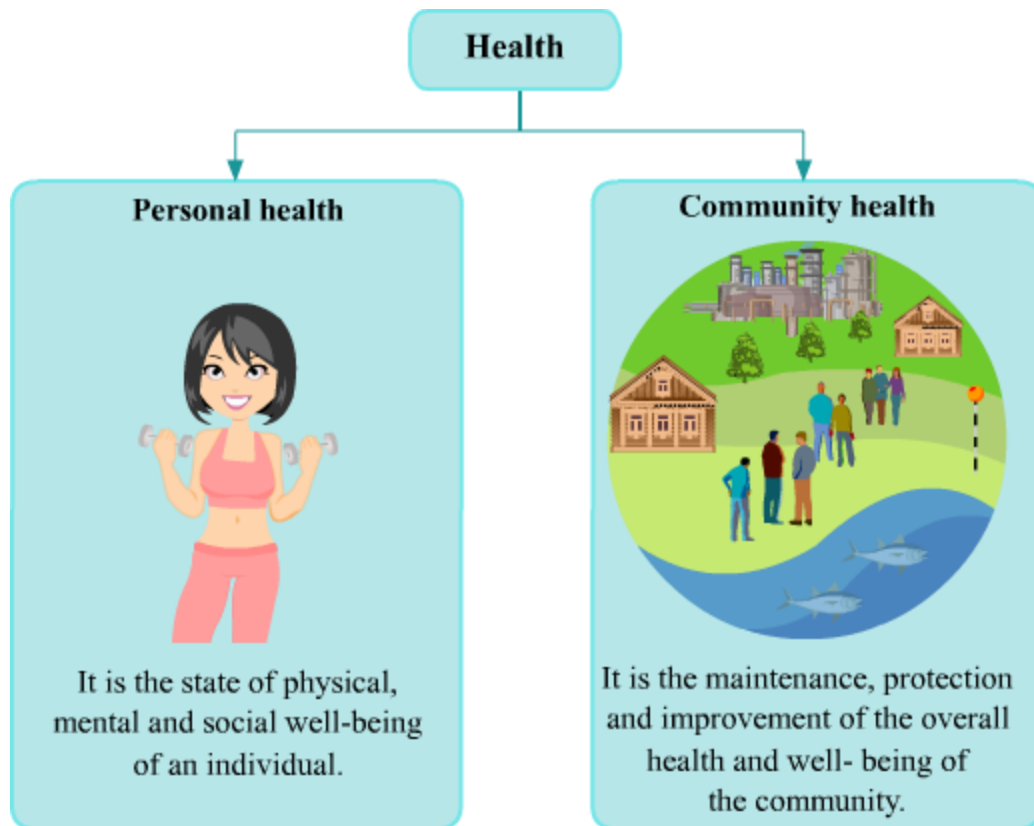 Health
Personal health
It is the state of physical,
mental and social well-being
of an individual.
Community health
It is the maintenance, protection
and improvement of the overall
health and well- being of
the community.